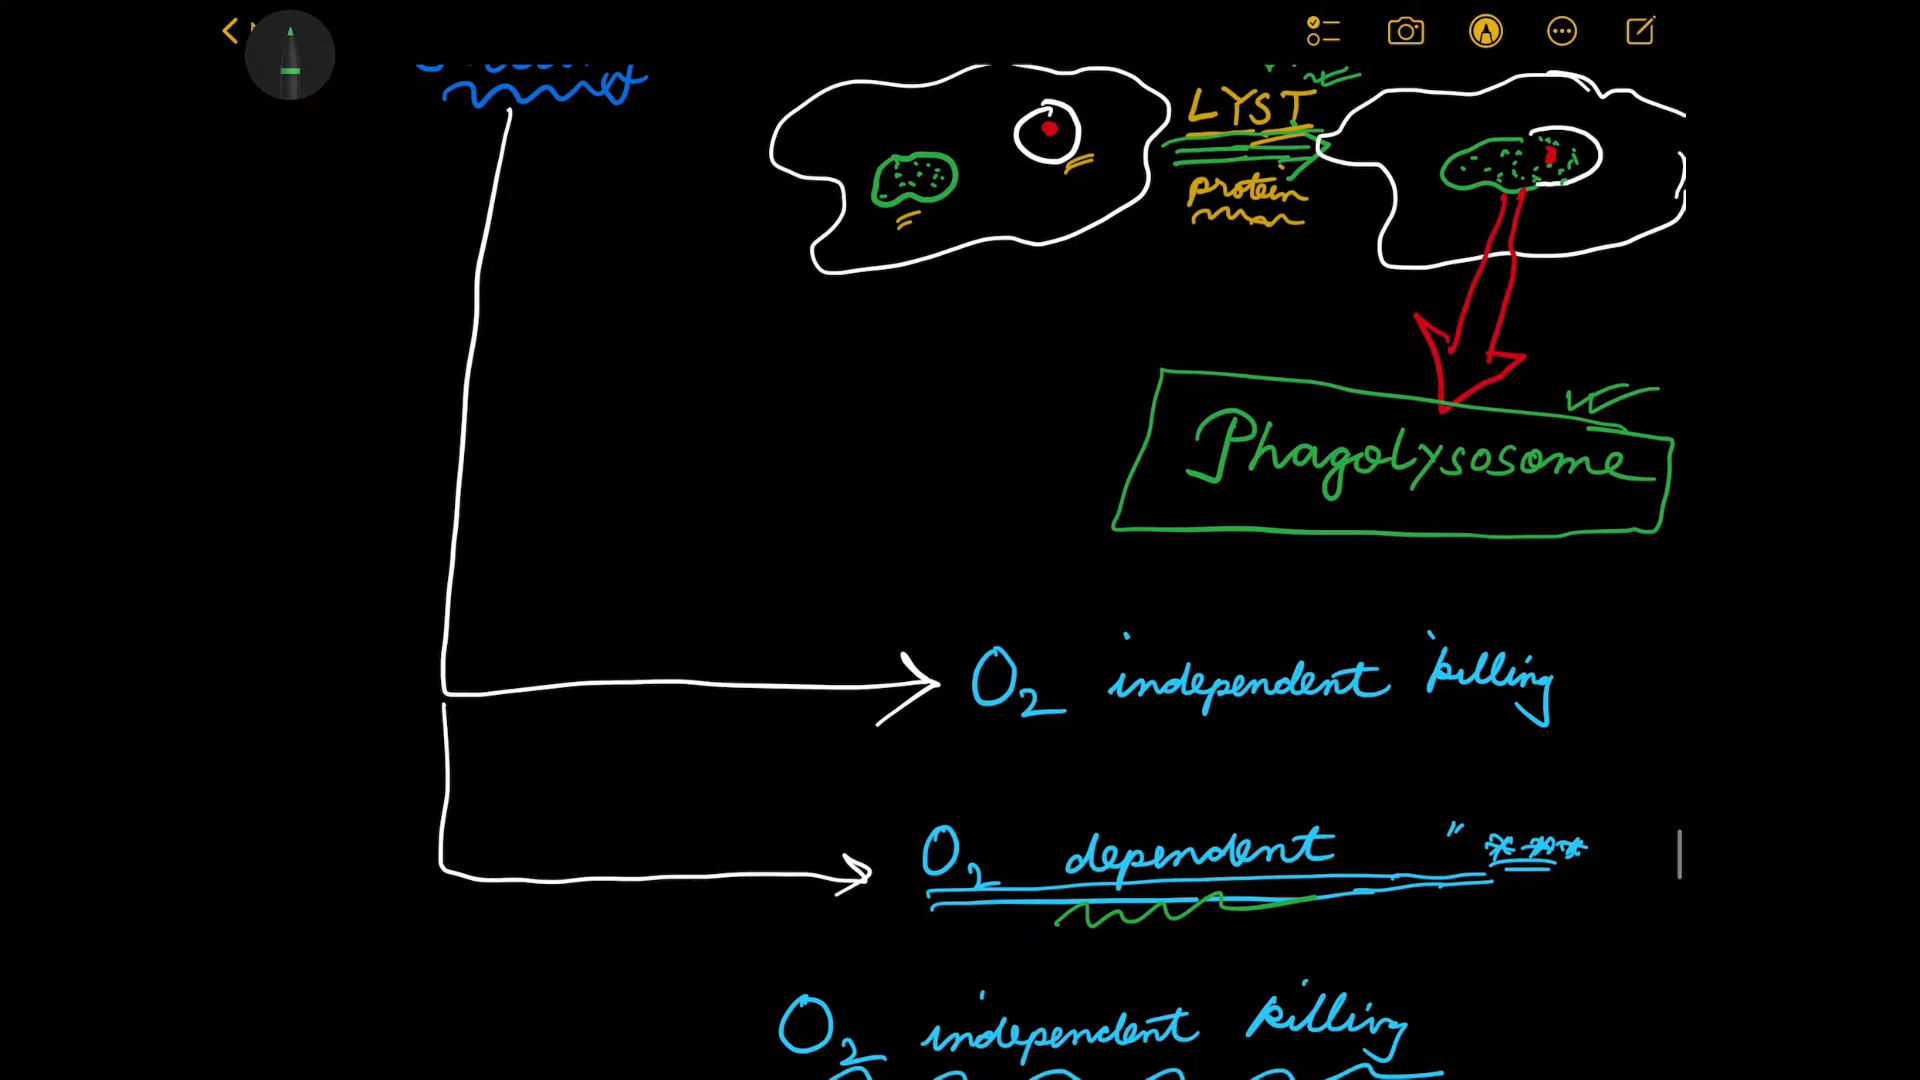 LYST
protein
Phagolysosome
O2 independent killing
O2 dependent " ***
O2 independent killing